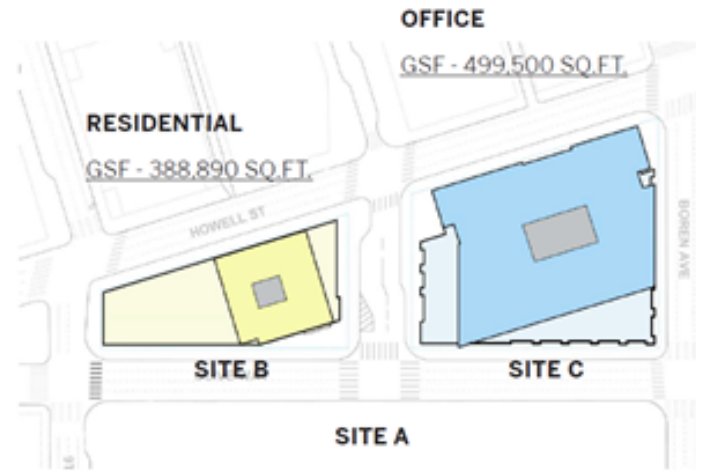 OFFICE
GSF - 499,500 SQ.FT.
RESIDENTIAL
GSF - 388,890 SQ.FT.
HOWELL ST
BOREN AVE
SITE B
SITE C
SITE A